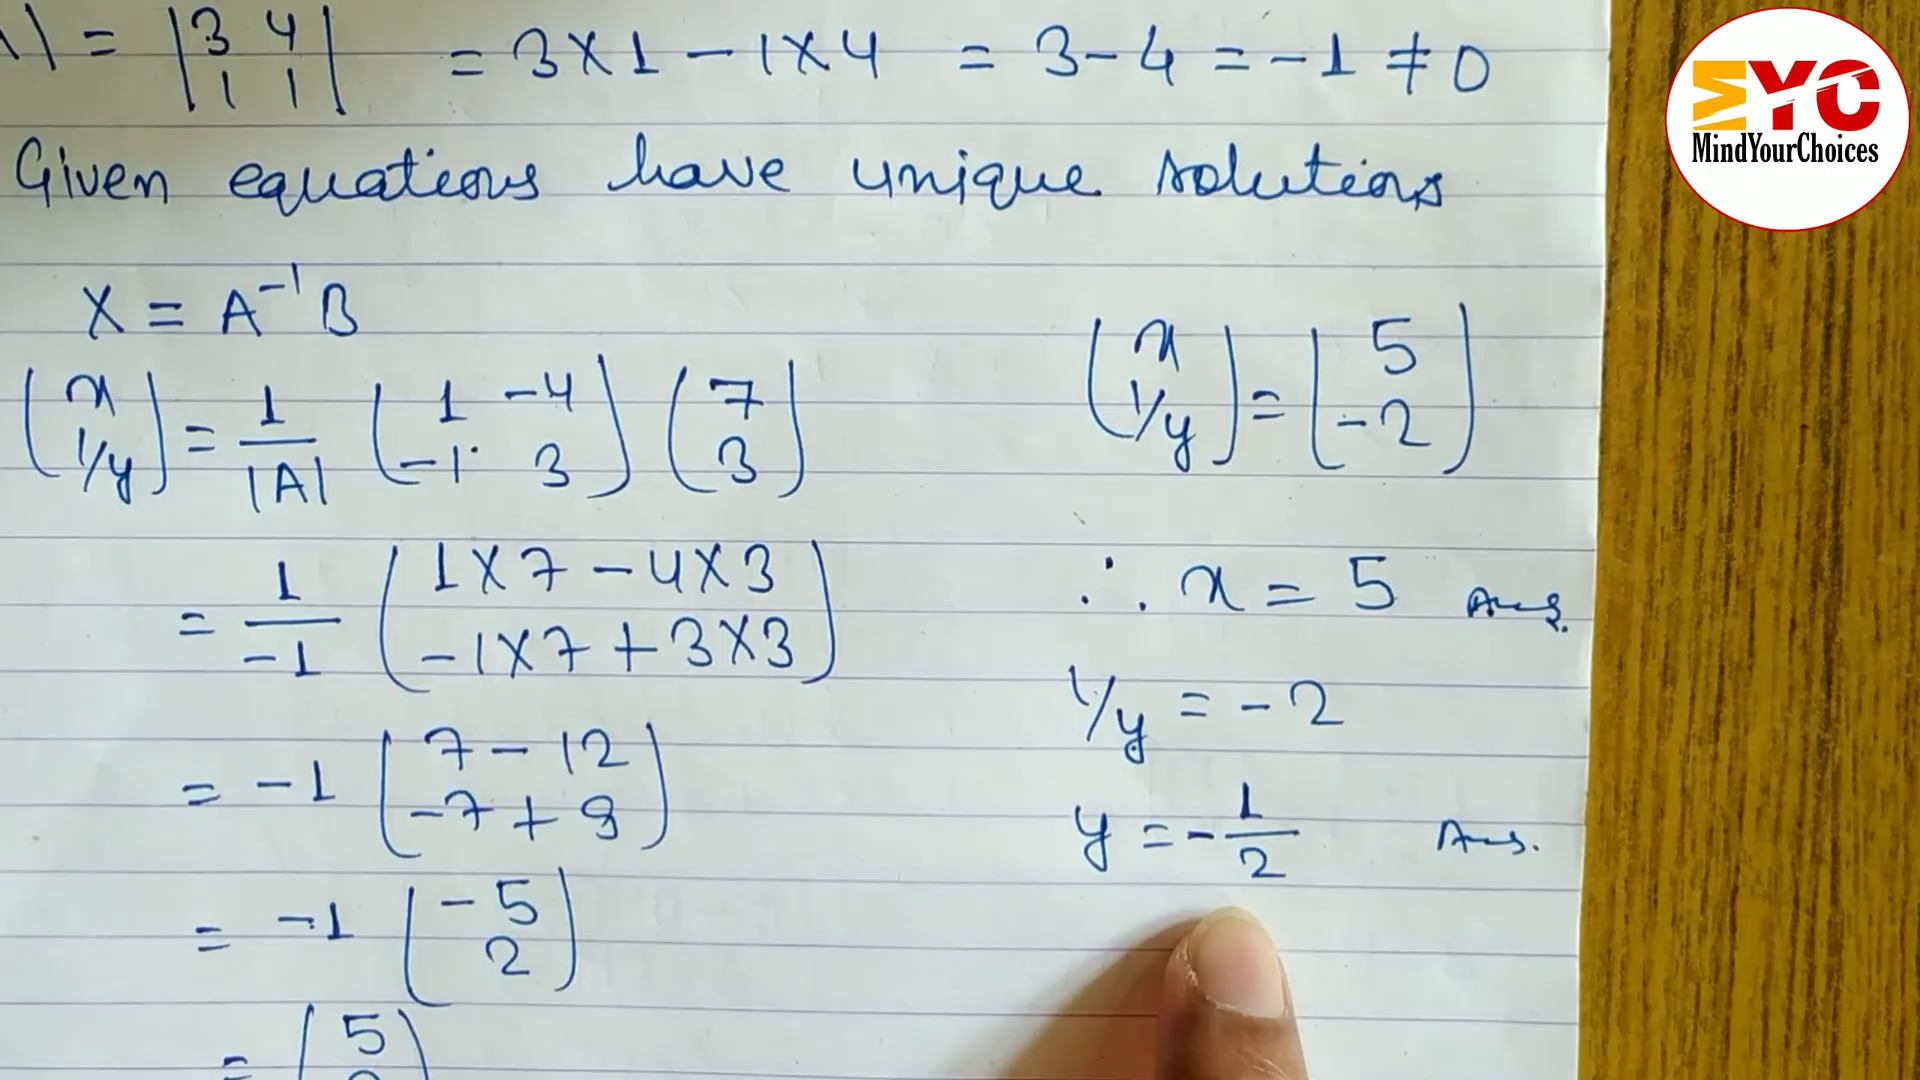 | = |3 4| = 3×1 − 1×4 = 3−4 = −1 ≠ 0
|1 1|
Given equations have unique solutions
X = A⁻¹B
(x) = 1/|A| (1 −4) (7)
(1/y) (−1 3) (3)
= 1/−1 (1×7 − 4×3)
(−1×7 + 3×3)
= −1 (7 − 12)
(−7 + 9)
= −1 (−5)
(2)
= (5
(x) = (5)
(1/y) (−2)
∴ x = 5 Ans.
1/y = −2
y = −1/2 Ans.
MYC
MindYourChoices